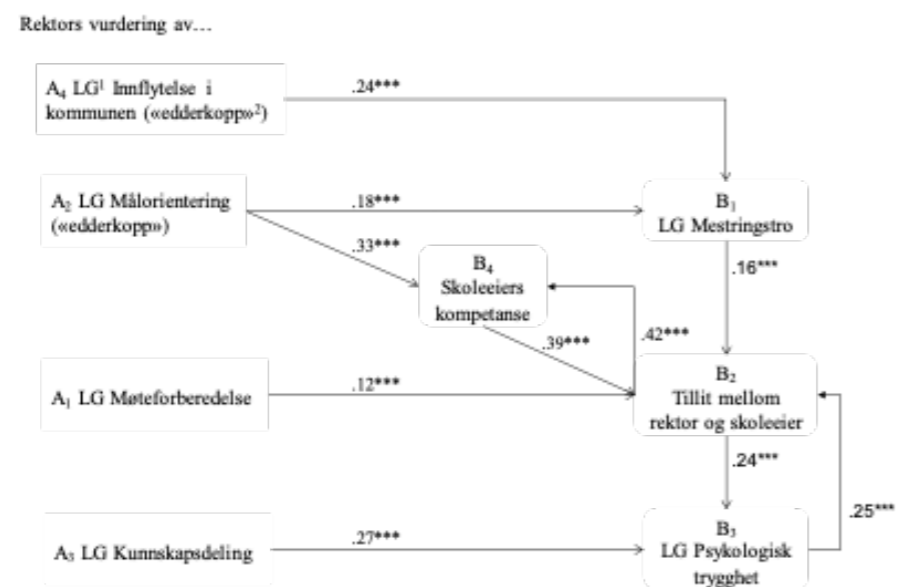 Rektors vurdering av…
A₄ LG¹ Innflytelse i
kommunen («edderkopp»²)
.24***
A₂ LG Målorientering
(«edderkopp»)
.18***
B₁
LG Mestringstro
.33***
B₄
Skoleeiers
kompetanse
.16***
.39***
.42***
A₁ LG Møteforberedelse
.12***
B₂
Tillit mellom
rektor og skoleeier
.24***
.25***
A₃ LG Kunnskapsdeling
.27***
B₃
LG Psykologisk
trygghet